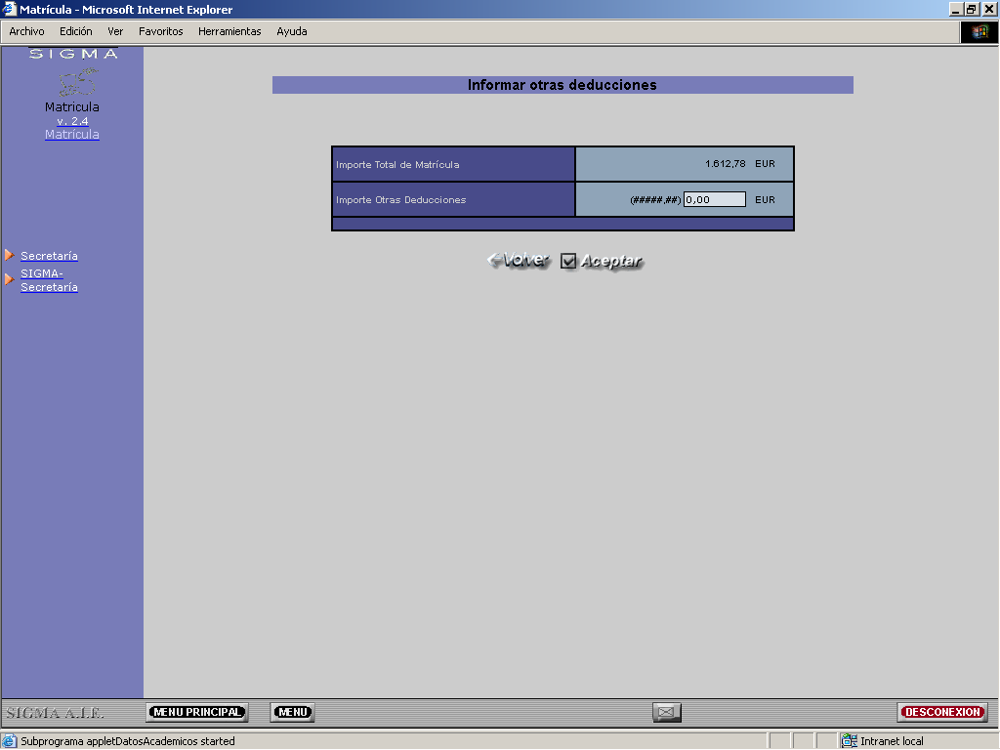 Matrícula - Microsoft Internet Explorer
Archivo Edición Ver Favoritos Herramientas Ayuda
SIGMA
Matricula
v. 2.4
Matrícula
Informar otras deducciones
Importe Total de Matrícula 1.612,78 EUR
Importe Otras Deducciones (#####,##) 0,00 EUR
Volver Aceptar
Secretaría
SIGMA-
Secretaría
SIGMA A.I.E. MENU PRINCIPAL MENU DESCONEXION
Subprograma appletDatosAcademicos started Intranet local